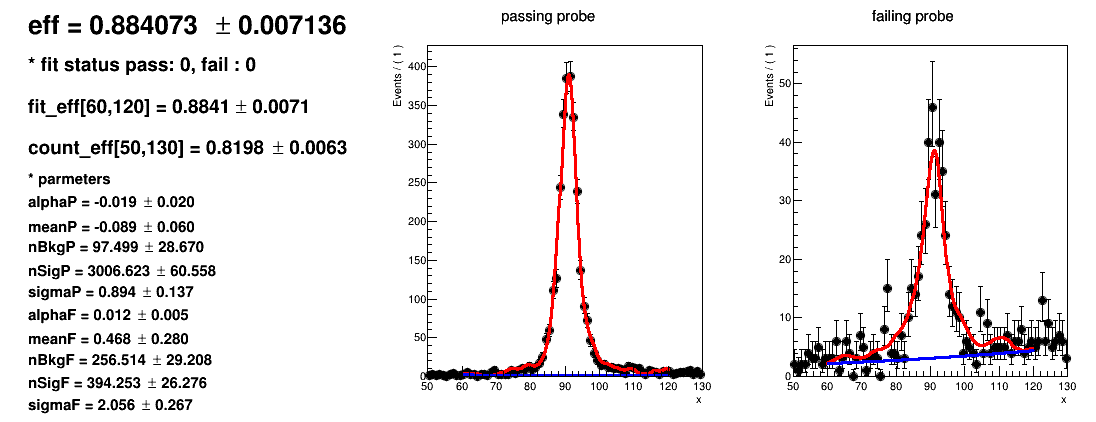 eff = 0.884073 ± 0.007136
* fit status pass: 0, fail : 0
fit_eff[60,120] = 0.8841 ± 0.0071
count_eff[50,130] = 0.8198 ± 0.0063
* parmeters
alphaP = -0.019 ± 0.020
meanP = -0.089 ± 0.060
nBkgP = 97.499 ± 28.670
nSigP = 3006.623 ± 60.558
sigmaP = 0.894 ± 0.137
alphaF = 0.012 ± 0.005
meanF = 0.468 ± 0.280
nBkgF = 256.514 ± 29.208
nSigF = 394.253 ± 26.276
sigmaF = 2.056 ± 0.267
passing probe
Events / ( 1 )
400
350
300
250
200
150
100
50
0
50 60 70 80 90 100 110 120 130
x
failing probe
Events / ( 1 )
50
40
30
20
10
0
50 60 70 80 90 100 110 120 130
x